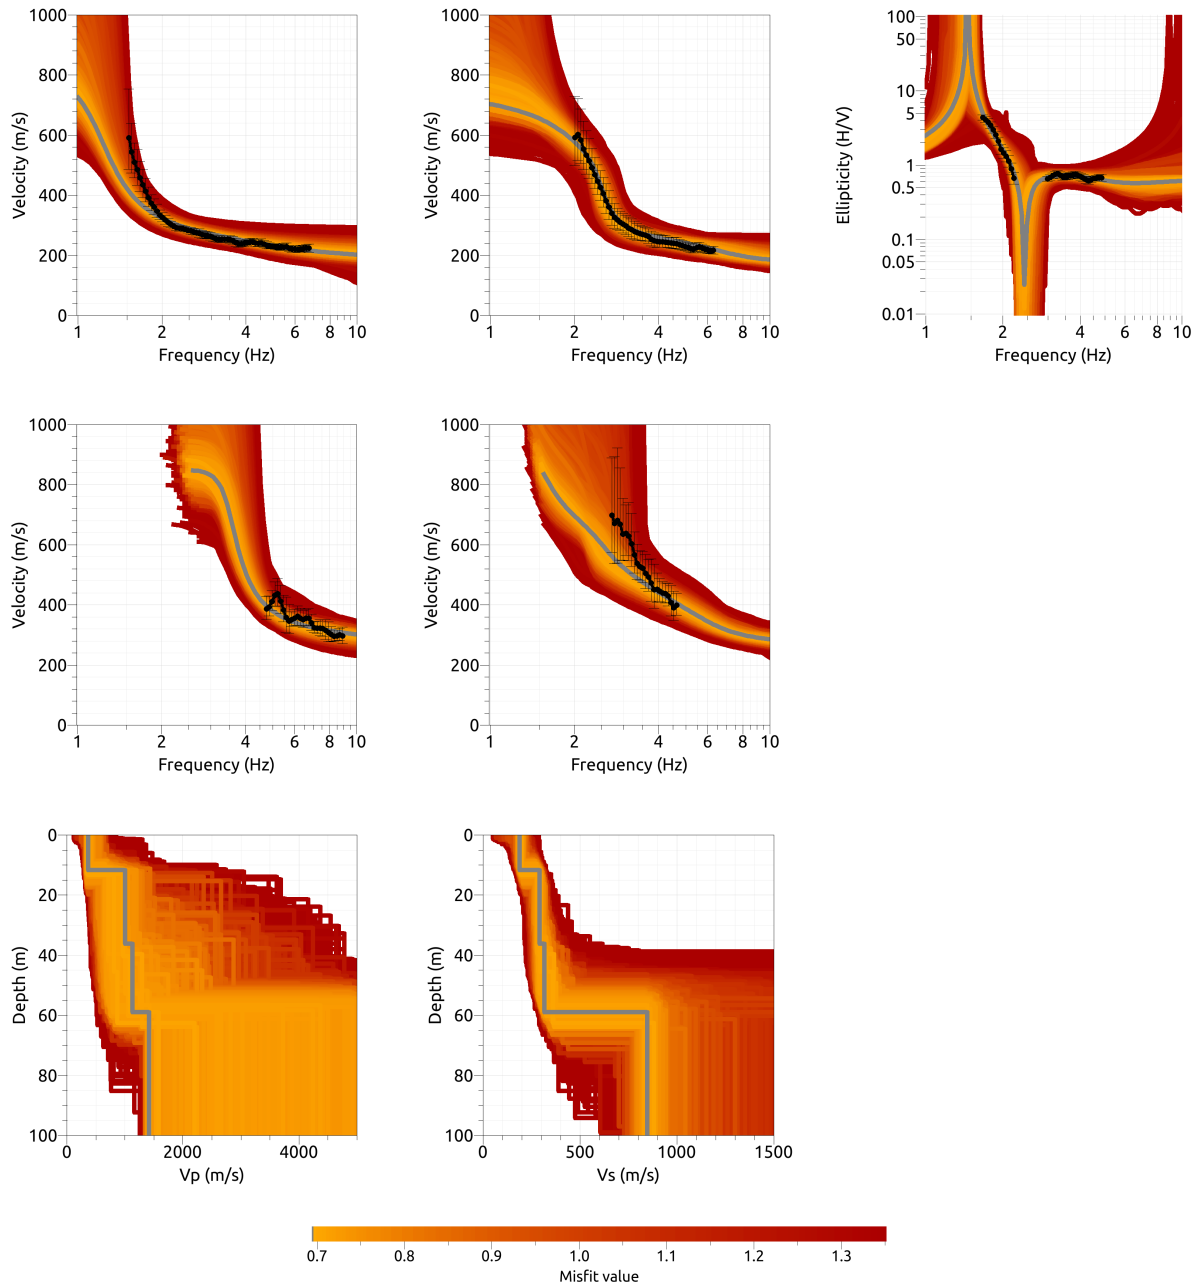 1000
800
600
400
200
0
Velocity (m/s)
1 2 4 6 8 10
Frequency (Hz)
1000
800
600
400
200
0
Velocity (m/s)
1 2 4 6 8 10
Frequency (Hz)
100
50
10
5
1
0.5
0.1
0.05
0.01
Ellipticity (H/V)
1 2 4 6 8 10
Frequency (Hz)
1000
800
600
400
200
0
Velocity (m/s)
1 2 4 6 8 10
Frequency (Hz)
1000
800
600
400
200
0
Velocity (m/s)
1 2 4 6 8 10
Frequency (Hz)
0
20
40
60
80
100
Depth (m)
0 2000 4000
Vp (m/s)
0
20
40
60
80
100
Depth (m)
0 500 1000 1500
Vs (m/s)
0.7 0.8 0.9 1.0 1.1 1.2 1.3
Misfit value